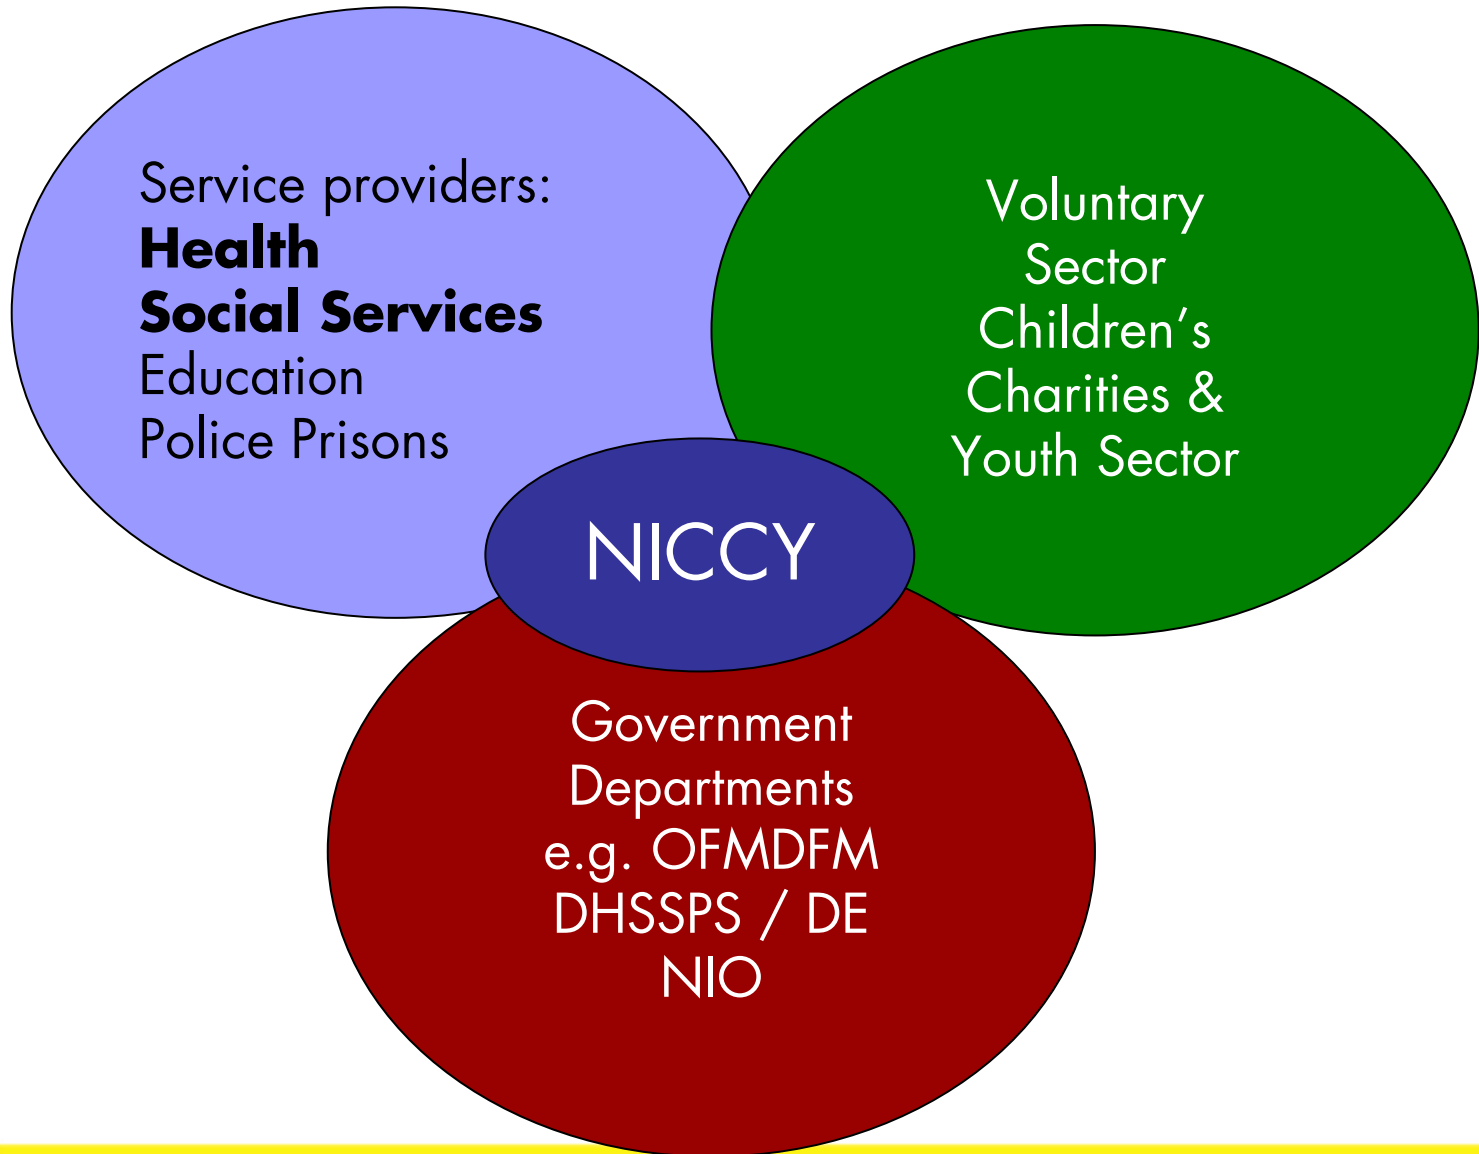 Service providers:
Health
Social Services
Education
Police Prisons
Voluntary
Sector
Children’s
Charities &
Youth Sector
NICCY
Government
Departments
e.g. OFMDFM
DHSSPS / DE
NIO